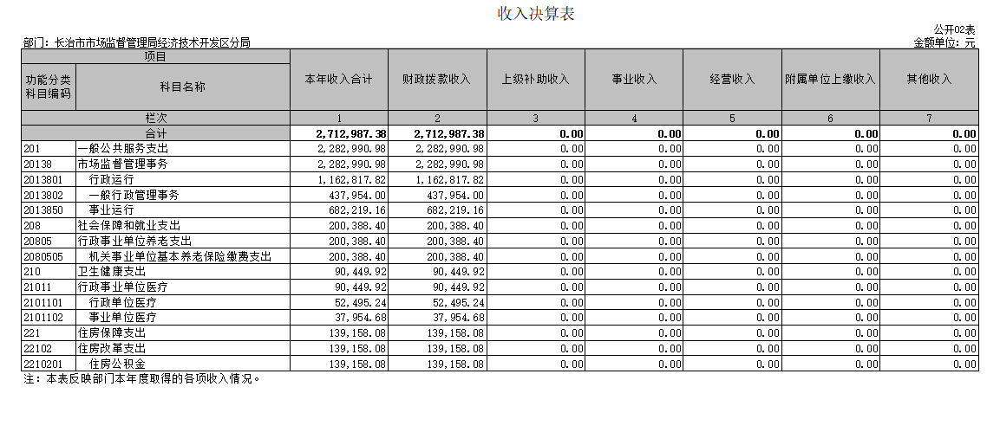 收入决算表
公开02表
部门：长治市市场监督管理局经济技术开发区分局 金额单位：元
项目 本年收入合计 财政拨款收入 上级补助收入 事业收入 经营收入 附属单位上缴收入 其他收入
功能分类科目编码 科目名称
栏次 1 2 3 4 5 6 7
合计 2,712,987.38 2,712,987.38 0.00 0.00 0.00 0.00 0.00
201 一般公共服务支出 2,282,990.98 2,282,990.98 0.00 0.00 0.00 0.00 0.00
20138 市场监督管理事务 2,282,990.98 2,282,990.98 0.00 0.00 0.00 0.00 0.00
2013801 行政运行 1,162,817.82 1,162,817.82 0.00 0.00 0.00 0.00 0.00
2013802 一般行政管理事务 437,954.00 437,954.00 0.00 0.00 0.00 0.00 0.00
2013850 事业运行 682,219.16 682,219.16 0.00 0.00 0.00 0.00 0.00
208 社会保障和就业支出 200,388.40 200,388.40 0.00 0.00 0.00 0.00 0.00
20805 行政事业单位养老支出 200,388.40 200,388.40 0.00 0.00 0.00 0.00 0.00
2080505 机关事业单位基本养老保险缴费支出 200,388.40 200,388.40 0.00 0.00 0.00 0.00 0.00
210 卫生健康支出 90,449.92 90,449.92 0.00 0.00 0.00 0.00 0.00
21011 行政事业单位医疗 90,449.92 90,449.92 0.00 0.00 0.00 0.00 0.00
2101101 行政单位医疗 52,495.24 52,495.24 0.00 0.00 0.00 0.00 0.00
2101102 事业单位医疗 37,954.68 37,954.68 0.00 0.00 0.00 0.00 0.00
221 住房保障支出 139,158.08 139,158.08 0.00 0.00 0.00 0.00 0.00
22102 住房改革支出 139,158.08 139,158.08 0.00 0.00 0.00 0.00 0.00
2210201 住房公积金 139,158.08 139,158.08 0.00 0.00 0.00 0.00 0.00
注：本表反映部门本年度取得的各项收入情况。